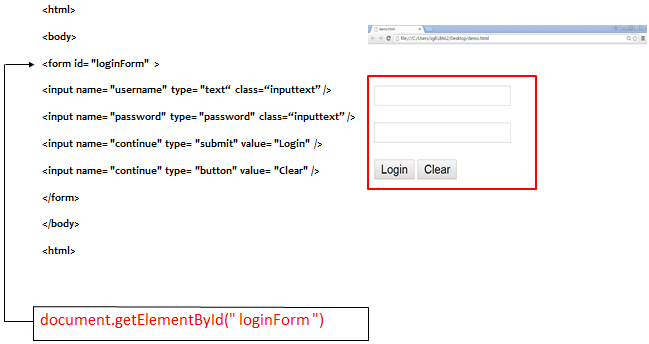 <html>
<body>
<form id= "loginForm" >
<input name= "username" type= "text“ class=“inputtext” />
<input name= "password" type= "password" class=“inputtext” />
<input name= "continue" type= "submit" value= "Login" />
<input name= "continue" type= "button" value= "Clear" />
</form>
</body>
<html>
demo.html
Login Clear
document.getElementById(" loginForm ")